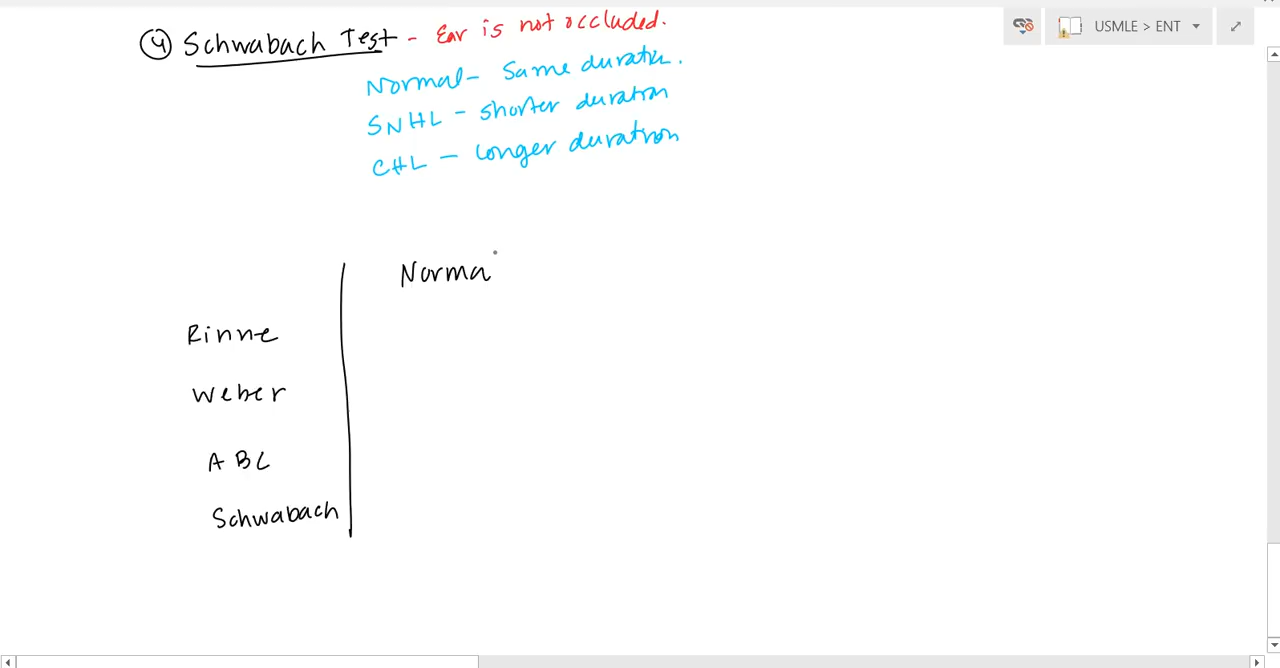 USMLE > ENT
④ Schwabach Test - Ear is not occluded.
Normal - Same duratn.
SNHL - shorter duration
CHL - longer duration
Norma
Rinne
Weber
ABC
Schwabach